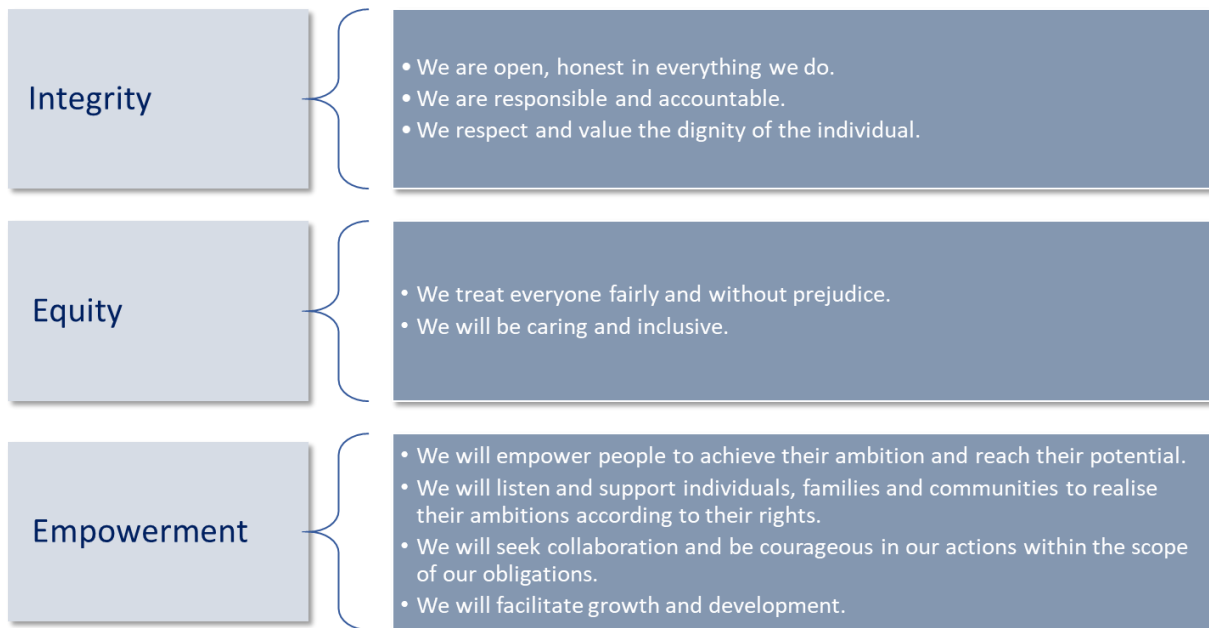 Integrity
• We are open, honest in everything we do.
• We are responsible and accountable.
• We respect and value the dignity of the individual.
Equity
• We treat everyone fairly and without prejudice.
• We will be caring and inclusive.
Empowerment
• We will empower people to achieve their ambition and reach their potential.
• We will listen and support individuals, families and communities to realise
their ambitions according to their rights.
• We will seek collaboration and be courageous in our actions within the scope
of our obligations.
• We will facilitate growth and development.